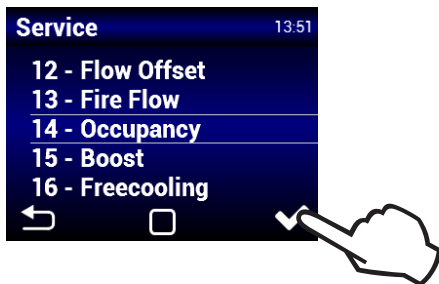 Service 13:51
12 - Flow Offset
13 - Fire Flow
14 - Occupancy
15 - Boost
16 - Freecooling